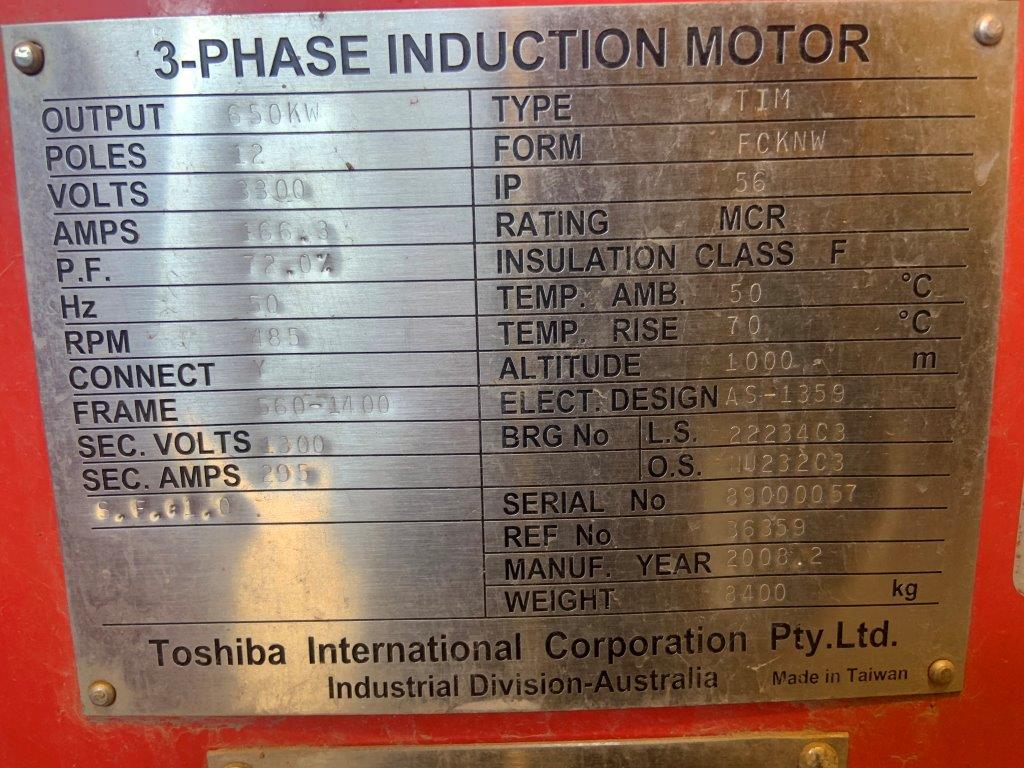 3-PHASE INDUCTION MOTOR
OUTPUT 650KW
POLES 12
VOLTS 3300
AMPS 166.3
P.F. 72.0%
Hz 50
RPM 485
CONNECT Y
FRAME 560-1400
SEC. VOLTS 1300
SEC. AMPS 295
S.F.=1.0
TYPE TIM
FORM FCKNW
IP 56
RATING MCR
INSULATION CLASS F
TEMP. AMB. 50 °C
TEMP. RISE 70 °C
ALTITUDE 1000 m
ELECT. DESIGN AS-1359
BRG No L.S. 22234C3
O.S. NU232C3
SERIAL No 89000057
REF No 36359
MANUF. YEAR 2008.2
WEIGHT 8400 kg
Toshiba International Corporation Pty.Ltd.
Industrial Division-Australia Made in Taiwan